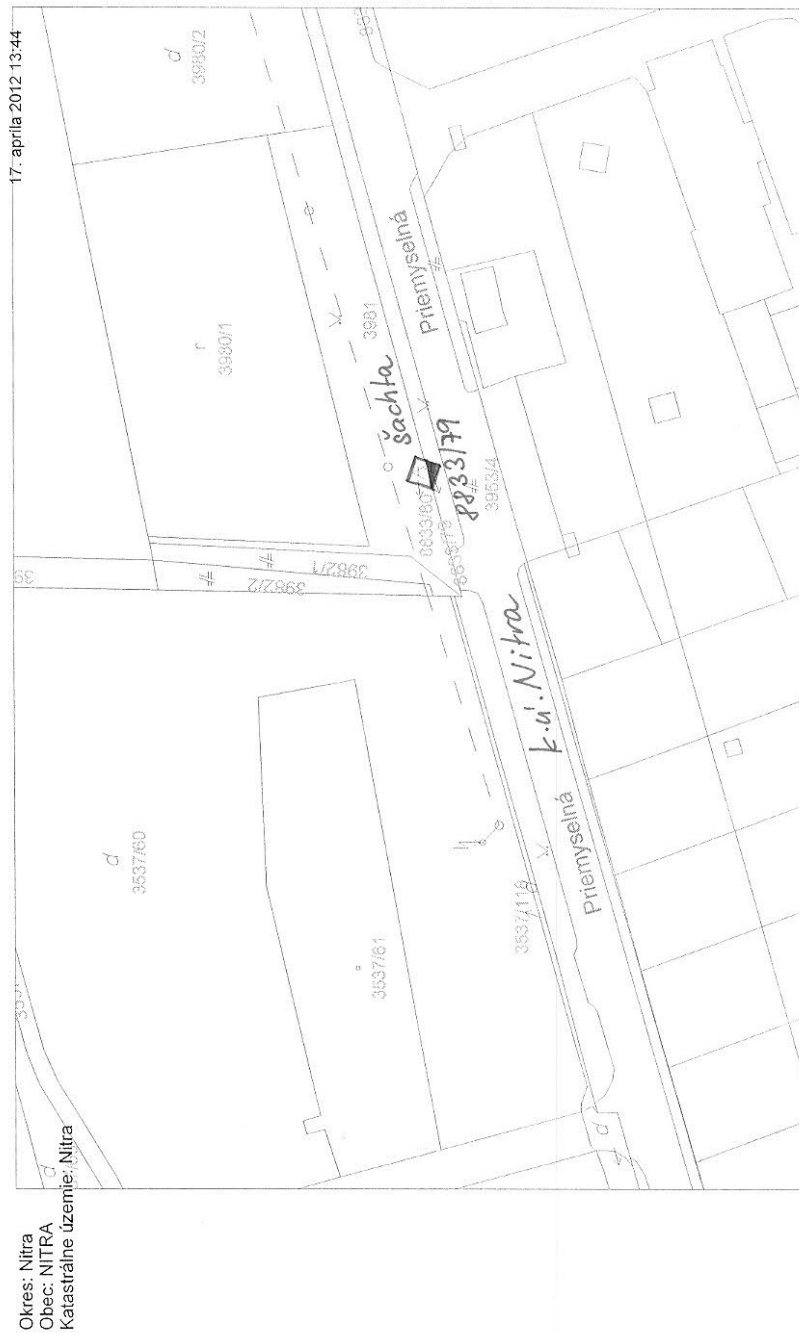 Okres: Nitra
Obec: NITRA
Katastrálne územie: Nitra
17. apríla 2012 13:44
d
3980/2
r
3980/1
3981
šachta
Priemyselná
8833/79
3953/4
3982/1
3982/2
39
k.ú. Nitra
d
3537/60
3537/61
3537/118
Priemyselná
d
d